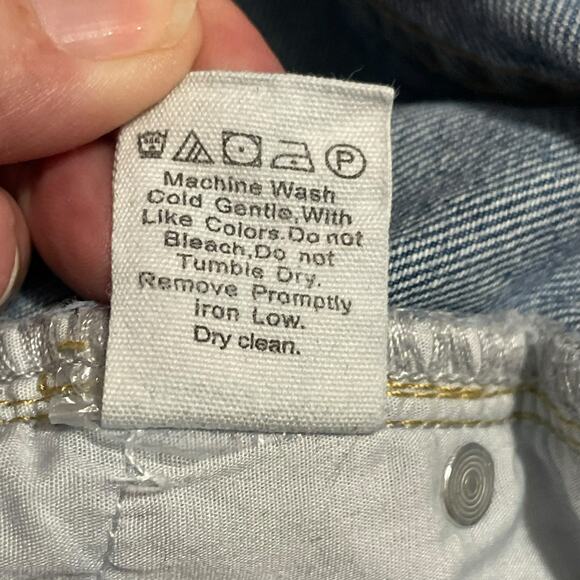 P
Machine Wash
Cold Gentle,With
Like Colors.Do not
Bleach,Do not
Tumble Dry.
Remove Promptly
iron Low.
Dry clean.